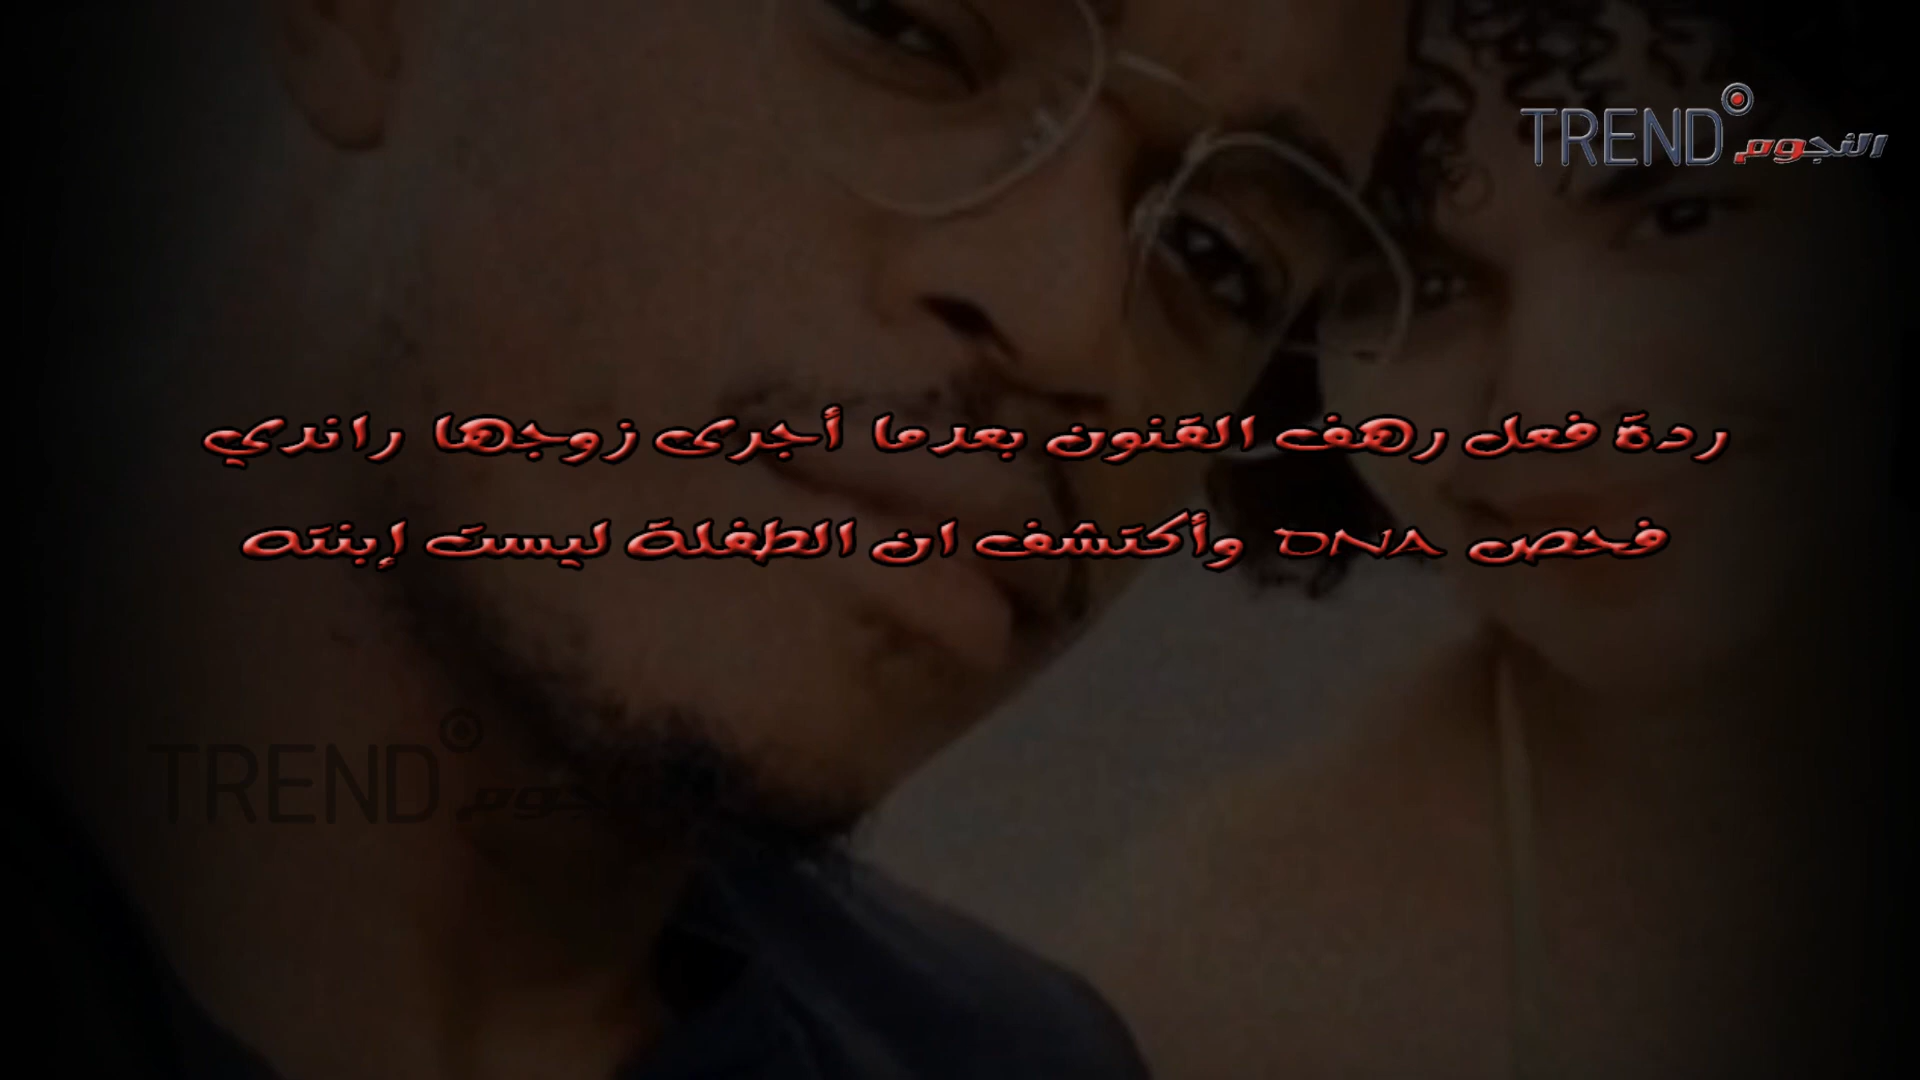 TREND النجوم
ردة فعل رهف القنون بعدما أجرى زوجها راندي
فحص DNA وأكتشف ان الطفلة ليست إبنته
TREND النجوم